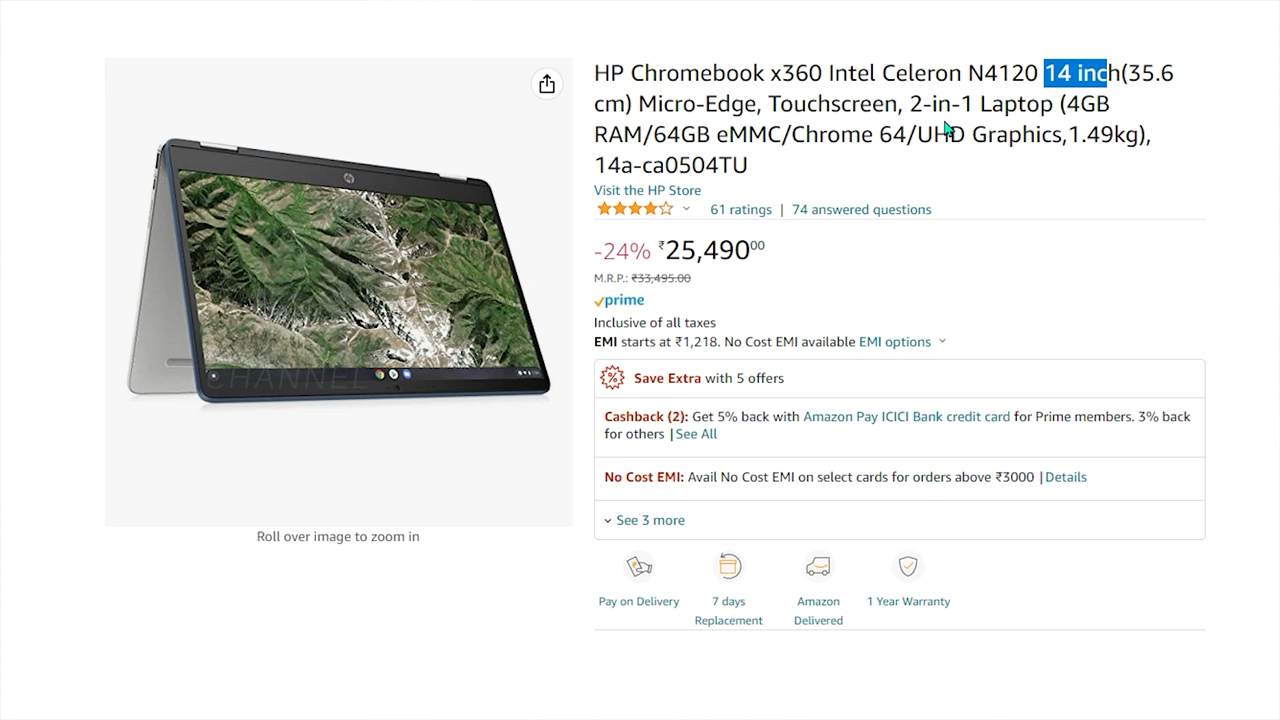 HP Chromebook x360 Intel Celeron N4120 14 inch(35.6
cm) Micro-Edge, Touchscreen, 2-in-1 Laptop (4GB
RAM/64GB eMMC/Chrome 64/UHD Graphics,1.49kg),
14a-ca0504TU
Visit the HP Store
61 ratings | 74 answered questions
-24% ₹25,49000
M.R.P.: ₹33,495.00
prime
Inclusive of all taxes
EMI starts at ₹1,218. No Cost EMI available EMI options
Save Extra with 5 offers
Cashback (2): Get 5% back with Amazon Pay ICICI Bank credit card for Prime members. 3% back
for others | See All
No Cost EMI: Avail No Cost EMI on select cards for orders above ₹3000 | Details
See 3 more
Pay on Delivery
7 days
Replacement
Amazon
Delivered
1 Year Warranty
hp
CHANNEL
Roll over image to zoom in